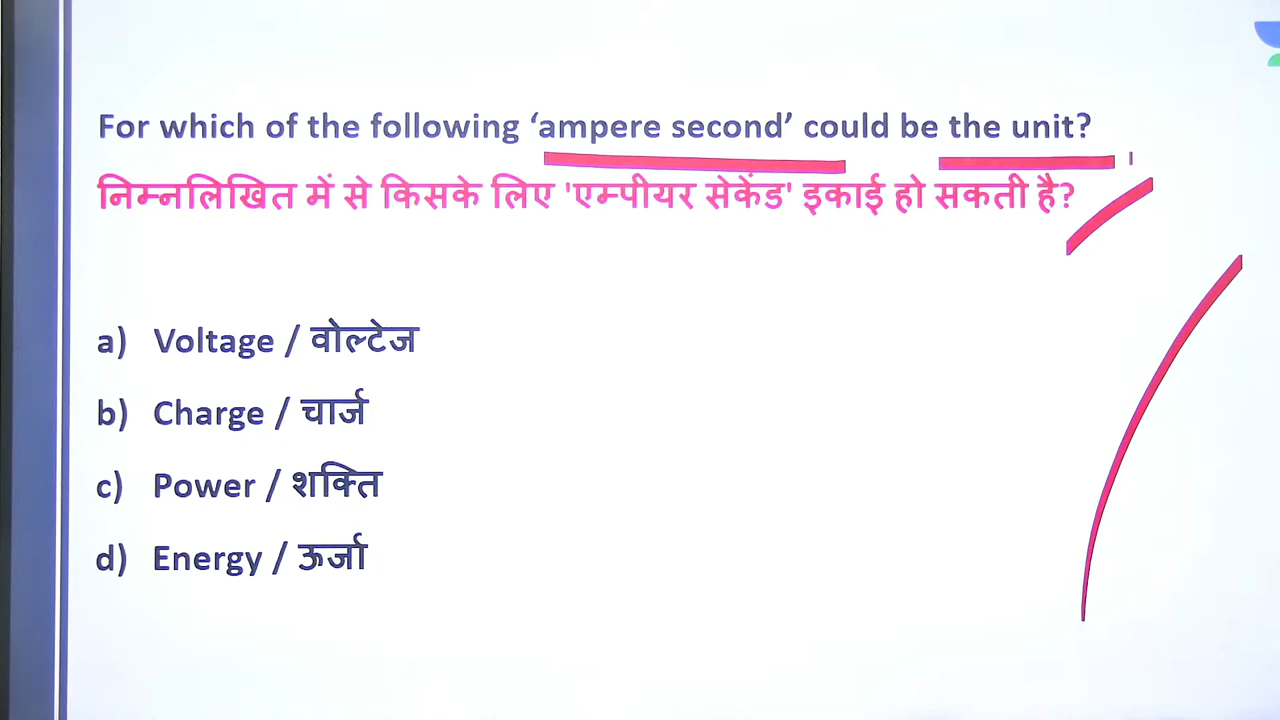 For which of the following ‘ampere second’ could be the unit?
निम्नलिखित में से किसके लिए 'एम्पीयर सेकेंड' इकाई हो सकती है?
a) Voltage / वोल्टेज
b) Charge / चार्ज
c) Power / शक्ति
d) Energy / ऊर्जा